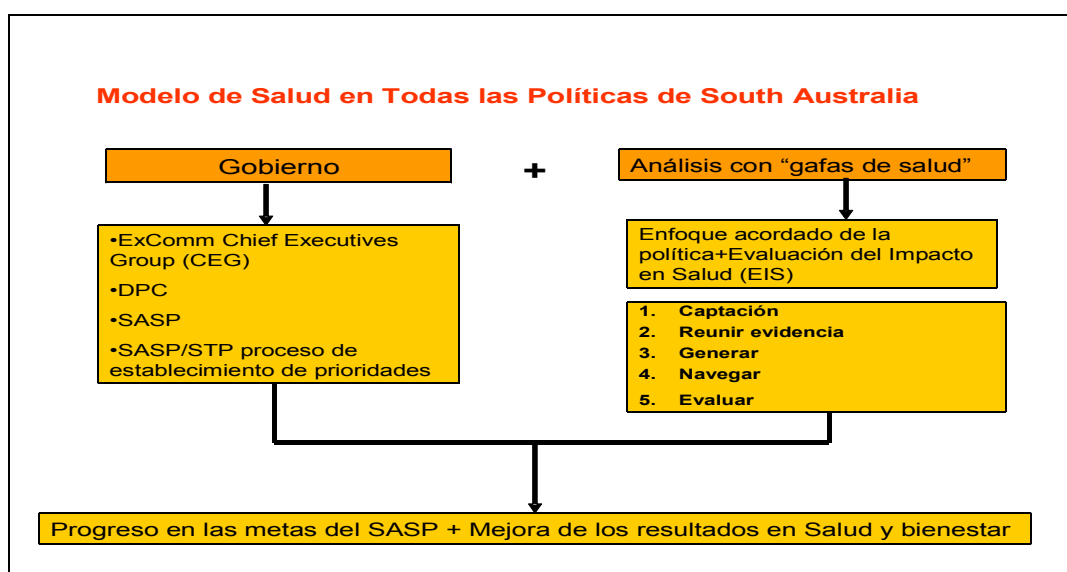 Modelo de Salud en Todas las Políticas de South Australia
Gobierno
+
Análisis con “gafas de salud”
•ExComm Chief Executives
Group (CEG)
•DPC
•SASP
•SASP/STP proceso de
establecimiento de prioridades
Enfoque acordado de la
política+Evaluación del Impacto
en Salud (EIS)
1. Captación
2. Reunir evidencia
3. Generar
4. Navegar
5. Evaluar
Progreso en las metas del SASP + Mejora de los resultados en Salud y bienestar